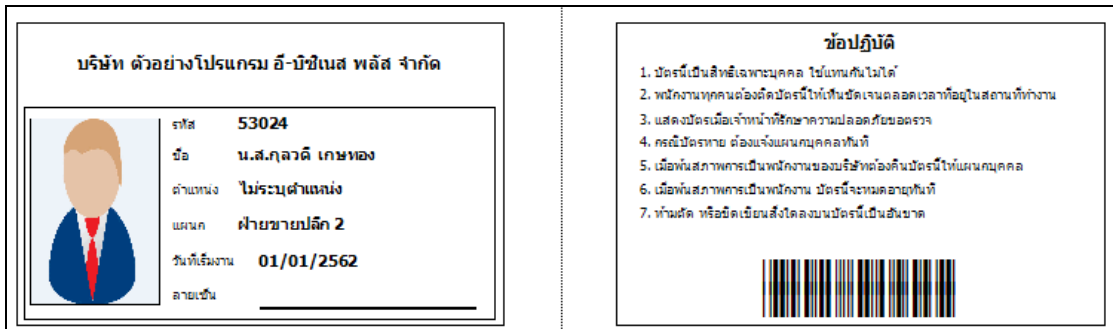 บริษัท ตัวอย่างโปรแกรม อี-บิซิเนส พลัส จำกัด
รหัส 53024
ชื่อ น.ส.กุลวดี เกษทอง
ตำแหน่ง ไม่ระบุตำแหน่ง
แผนก ฝ่ายขายปลีก 2
วันที่เริ่มงาน 01/01/2562
ลายเซ็น
ข้อปฏิบัติ
1. บัตรนี้เป็นสิทธิ์เฉพาะบุคคล ใช้แทนกันไม่ได้
2. พนักงานทุกคนต้องติดบัตรนี้ให้เห็นชัดเจนตลอดเวลาที่อยู่ในสถานที่ทำงาน
3. แสดงบัตรเมื่อเจ้าหน้าที่รักษาความปลอดภัยขอตรวจ
4. กรณีบัตรหาย ต้องแจ้งแผนกบุคคลทันที
5. เมื่อพ้นสภาพการเป็นพนักงานของบริษัทต้องคืนบัตรนี้ให้แผนกบุคคล
6. เมื่อพ้นสภาพการเป็นพนักงาน บัตรนี้จะหมดอายุทันที
7. ห้ามตัด หรือขีดเขียนสิ่งใดลงบนบัตรนี้เป็นอันขาด